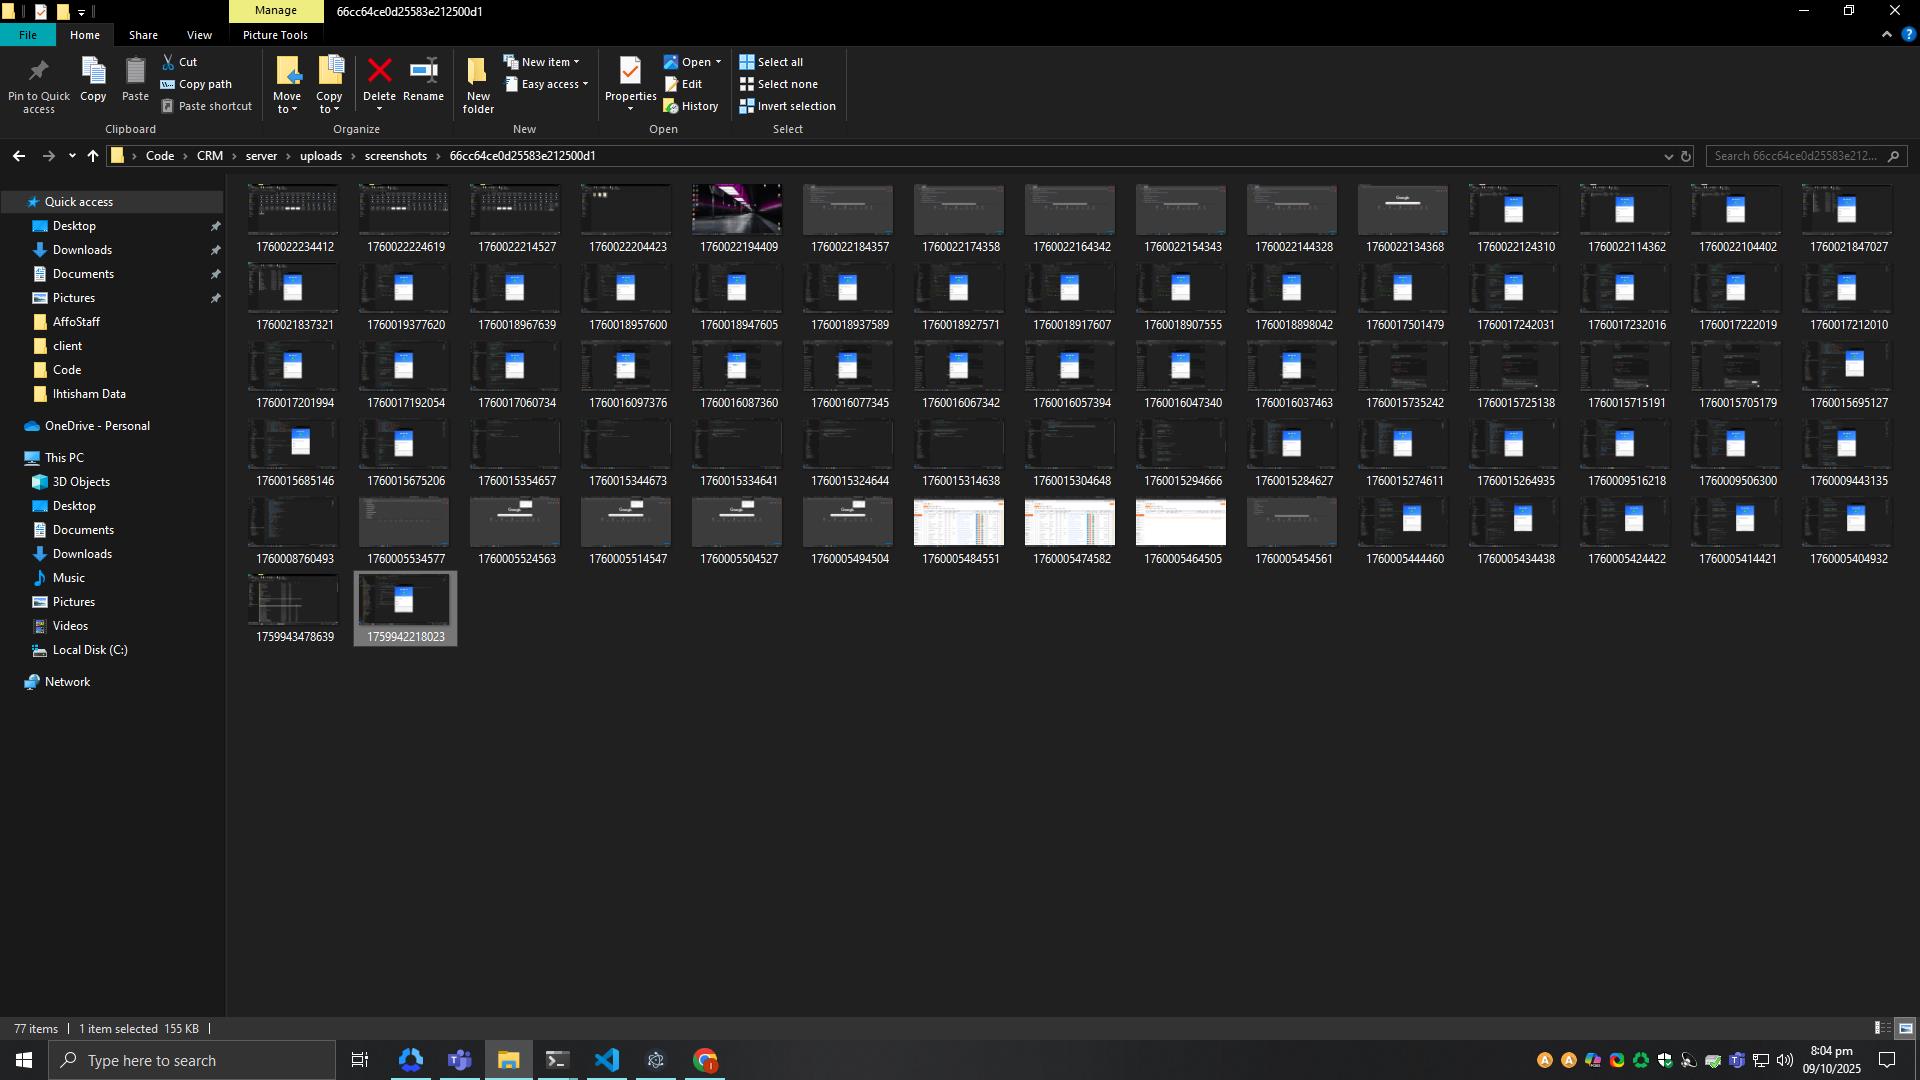 Manage
66cc64ce0d25583e212500d1
File
Home
Share
View
Picture Tools
Pin to Quick access
Copy
Paste
Cut
Copy path
Paste shortcut
Clipboard
Move to
Copy to
Delete
Rename
Organize
New folder
New item
Easy access
New
Properties
Open
Edit
History
Open
Select all
Select none
Invert selection
Select
Code
CRM
server
uploads
screenshots
66cc64ce0d25583e212500d1
Search 66cc64ce0d25583e212...
Quick access
Desktop
Downloads
Documents
Pictures
AffoStaff
client
Code
Ihtisham Data
OneDrive - Personal
This PC
3D Objects
Desktop
Documents
Downloads
Music
Pictures
Videos
Local Disk (C:)
Network
1760022234412 1760022224619 1760022214527 1760022204423 1760022194409 1760022184357 1760022174358 1760022164342 1760022154343 1760022144328 1760022134368 1760022124310 1760022114362 1760022104402 1760021847027
1760021837321 1760019377620 1760018967639 1760018957600 1760018947605 1760018937589 1760018927571 1760018917607 1760018907555 1760018898042 1760017501479 1760017242031 1760017232016 1760017222019 1760017212010
1760017201994 1760017192054 1760017060734 1760016097376 1760016087360 1760016077345 1760016067342 1760016057394 1760016047340 1760016037463 1760015735242 1760015725138 1760015715191 1760015705179 1760015695127
1760015685146 1760015675206 1760015354657 1760015344673 1760015334641 1760015324644 1760015314638 1760015304648 1760015294666 1760015284627 1760015274611 1760015264935 1760009516218 1760009506300 1760009443135
1760008760493 1760005534577 1760005524563 1760005514547 1760005504527 1760005494504 1760005484551 1760005474582 1760005464505 1760005454561 1760005444460 1760005434438 1760005424422 1760005414421 1760005404932
1759943478639 1759942218023
77 items
1 item selected 155 KB
Type here to search
8:04 pm
09/10/2025